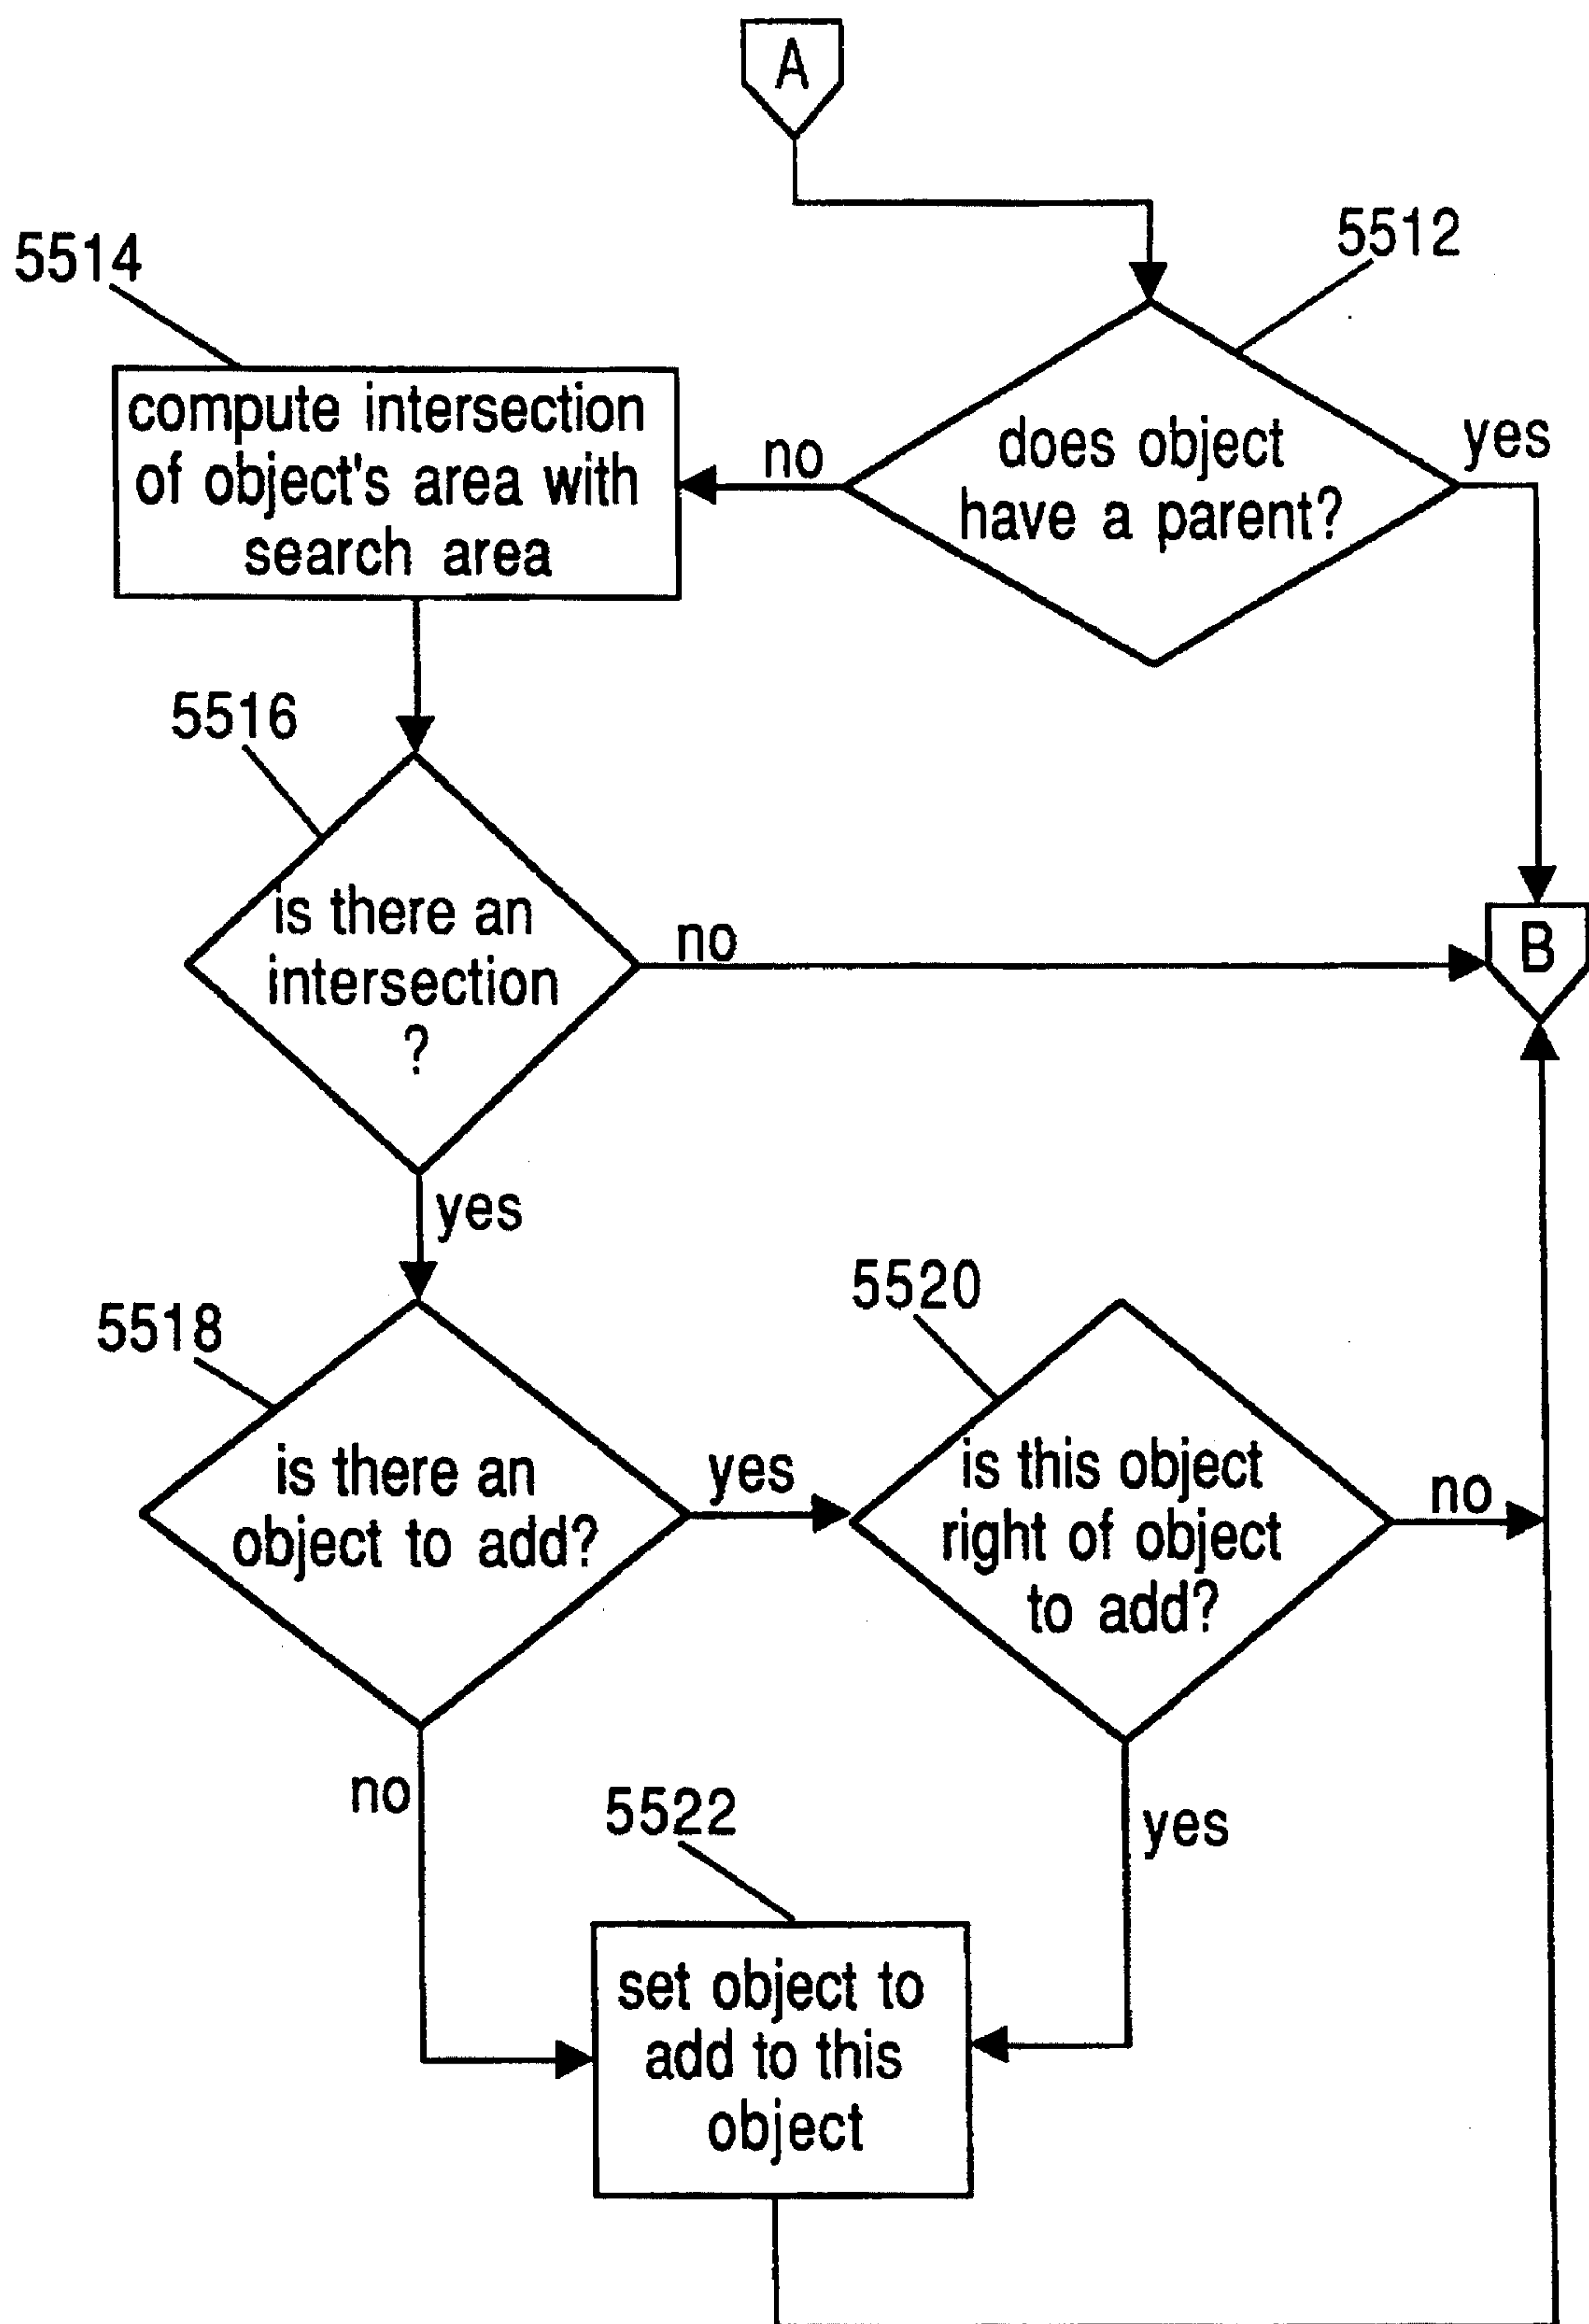 A
5512
5514
does object
have a parent?
yes
no
compute intersection
of object's area with
search area
5516
is there an
intersection
?
no
B
yes
5518
is there an
object to add?
yes
5520
is this object
right of object
to add?
no
no
yes
5522
set object to
add to this
object